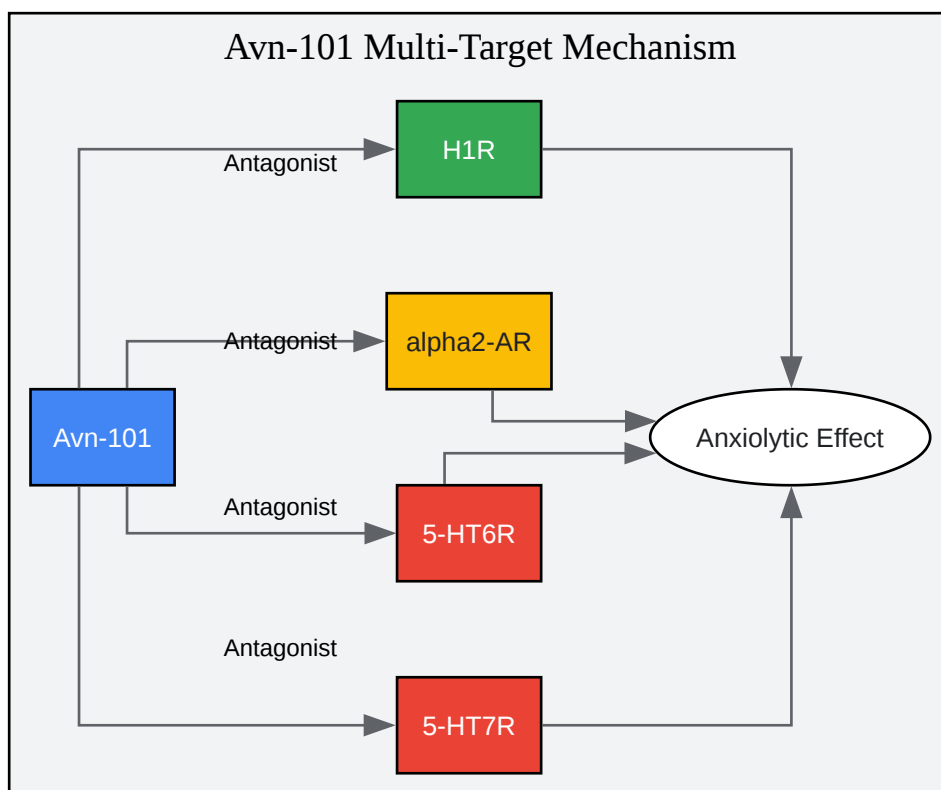 Avn-101 Multi-Target Mechanism
H1R
Antagonist
Antagonist
alpha2-AR
Avn-101
Anxiolytic Effect
Antagonist
5-HT6R
Antagonist
5-HT7R